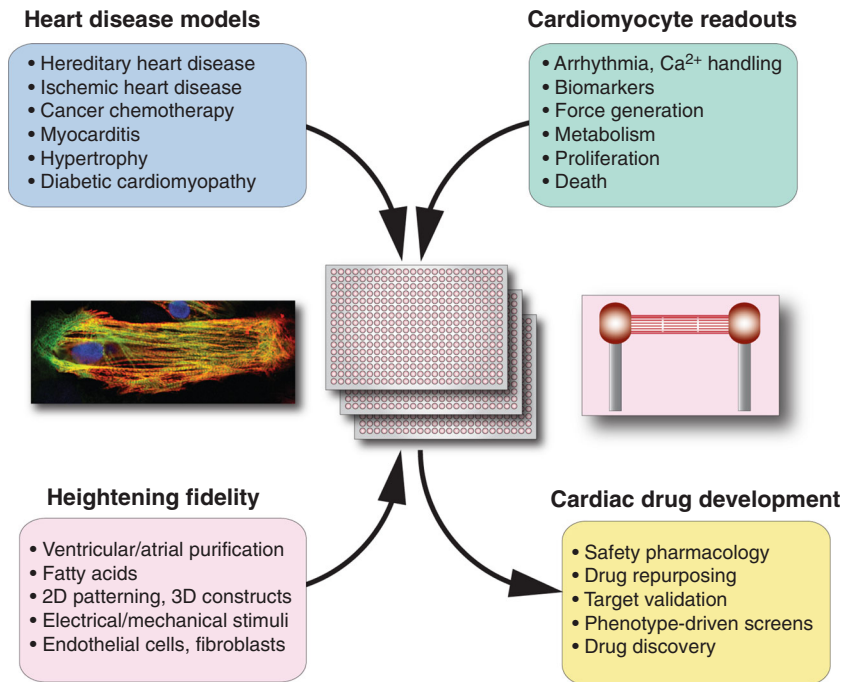 Heart disease models
• Hereditary heart disease
• Ischemic heart disease
• Cancer chemotherapy
• Myocarditis
• Hypertrophy
• Diabetic cardiomyopathy
Cardiomyocyte readouts
• Arrhythmia, Ca²⁺ handling
• Biomarkers
• Force generation
• Metabolism
• Proliferation
• Death
Heightening fidelity
• Ventricular/atrial purification
• Fatty acids
• 2D patterning, 3D constructs
• Electrical/mechanical stimuli
• Endothelial cells, fibroblasts
Cardiac drug development
• Safety pharmacology
• Drug repurposing
• Target validation
• Phenotype-driven screens
• Drug discovery